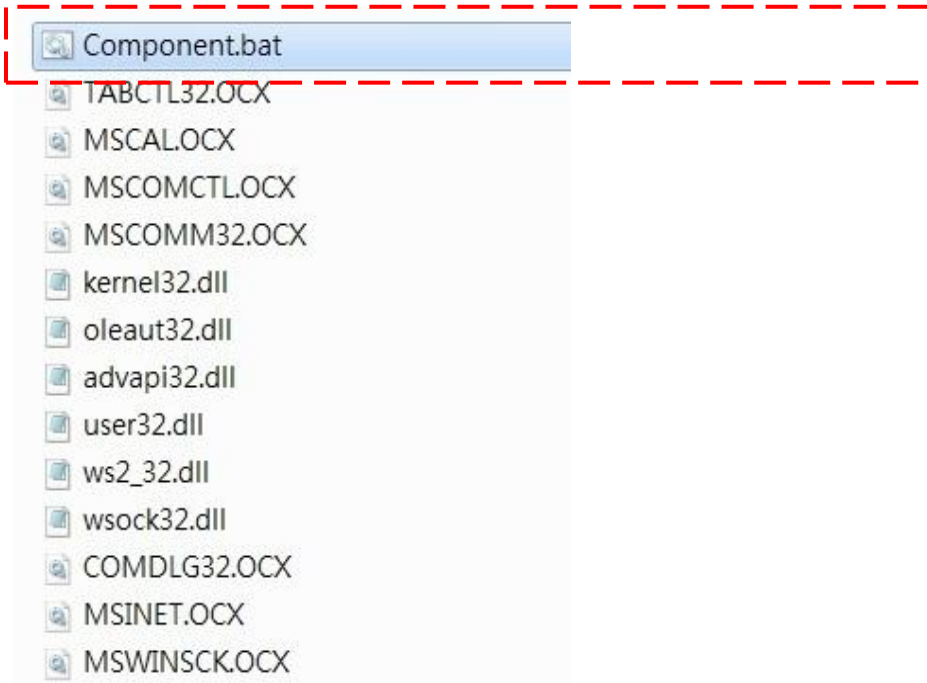 Component.bat
TABCTL32.OCX
MSCAL.OCX
MSCOMCTL.OCX
MSCOMM32.OCX
kernel32.dll
oleaut32.dll
advapi32.dll
user32.dll
ws2_32.dll
wsock32.dll
COMDLG32.OCX
MSINET.OCX
MSWINSCK.OCX